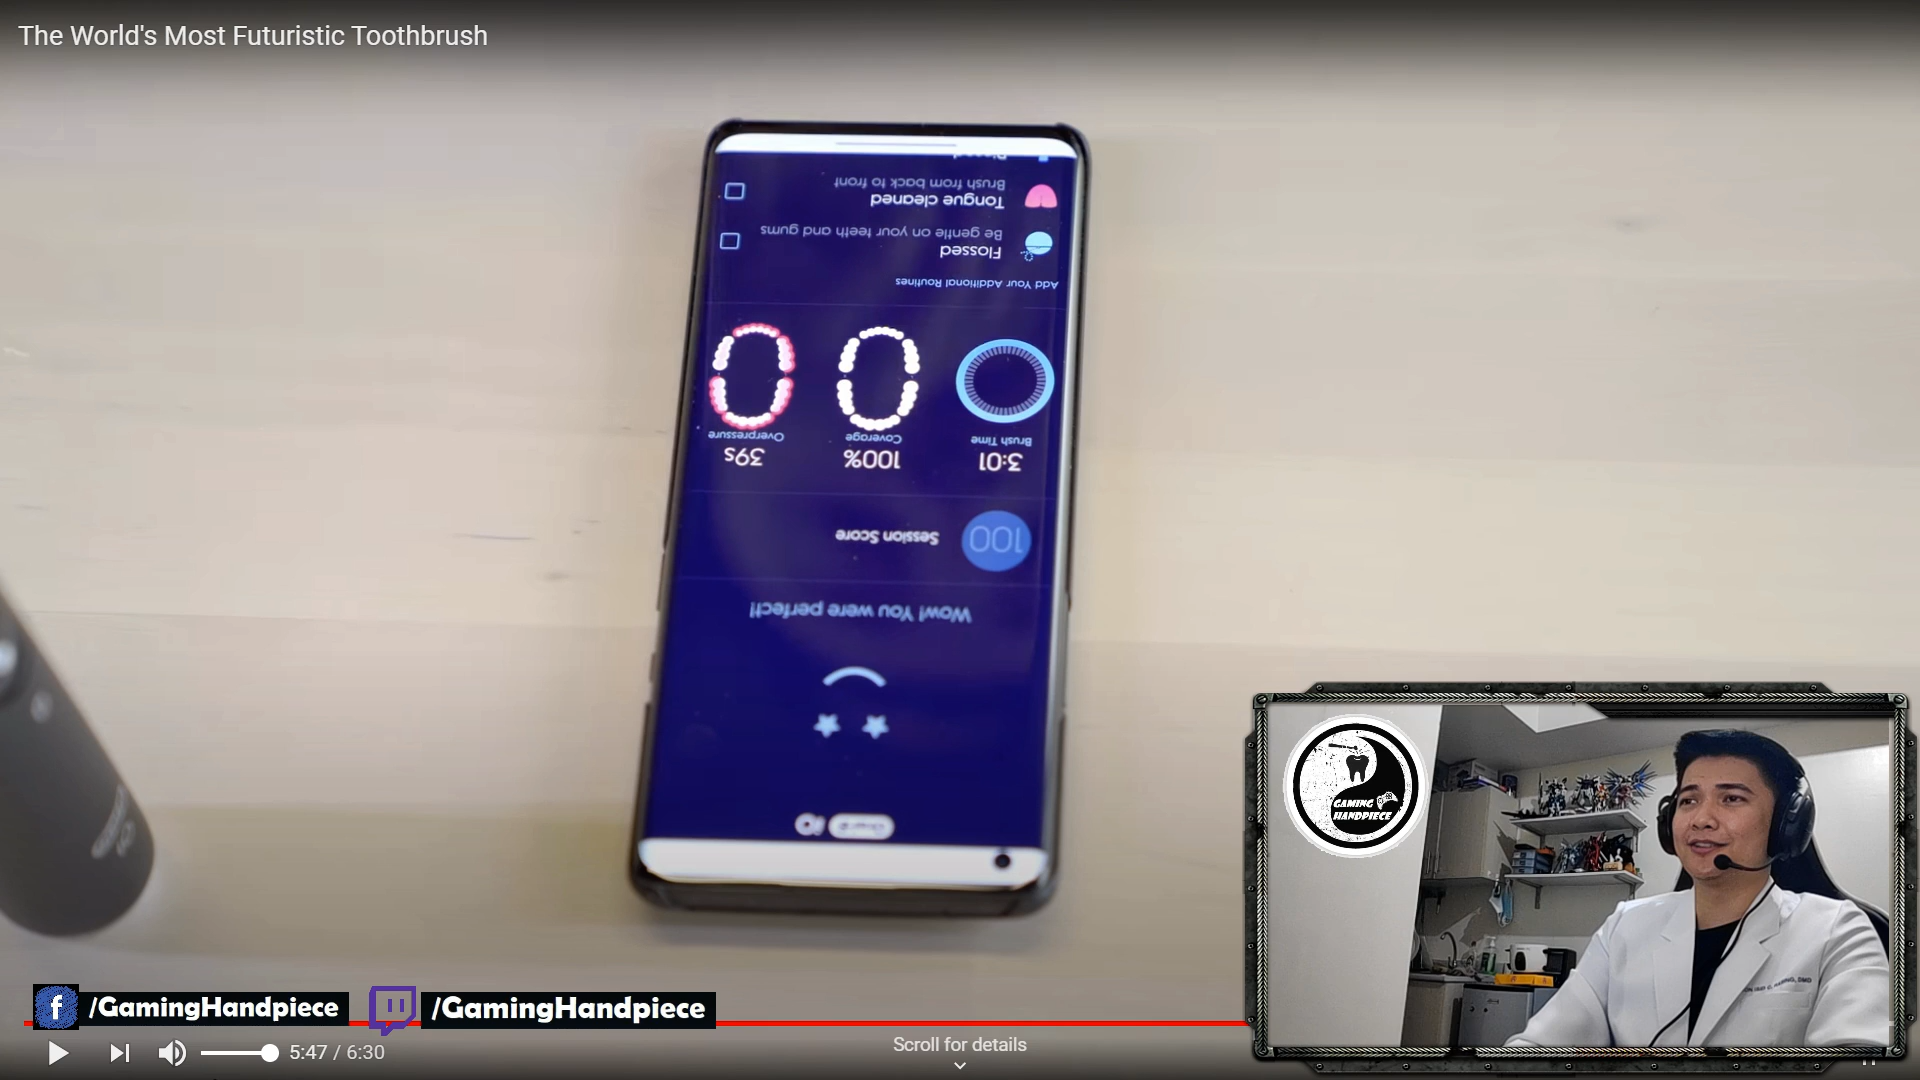 The World's Most Futuristic Toothbrush
Wow! You were perfect!
100
Session Score
3:01
Brush Time
100%
Coverage
39s
Overpressure
Add Your Additional Routines
Flossed
Be gentle on your teeth and gums
Tongue cleaned
Brush from back to front
iO
GAMING
HANDPIECE
DMD
f /GamingHandpiece
/GamingHandpiece
5:47 / 6:30
Scroll for details